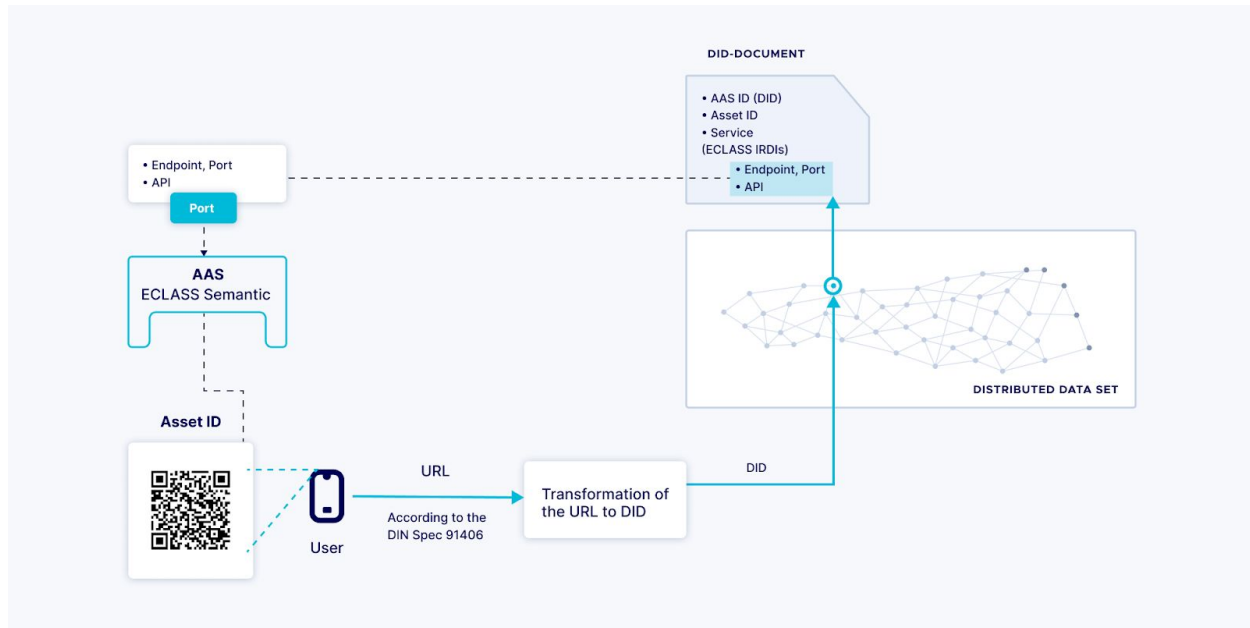 DID-DOCUMENT
• AAS ID (DID)
• Asset ID
• Service
(ECLASS IRDIs)
• Endpoint, Port
• API
• Endpoint, Port
• API
Port
AAS
ECLASS Semantic
DISTRIBUTED DATA SET
Asset ID
URL
According to the
DIN Spec 91406
User
Transformation of
the URL to DID
DID